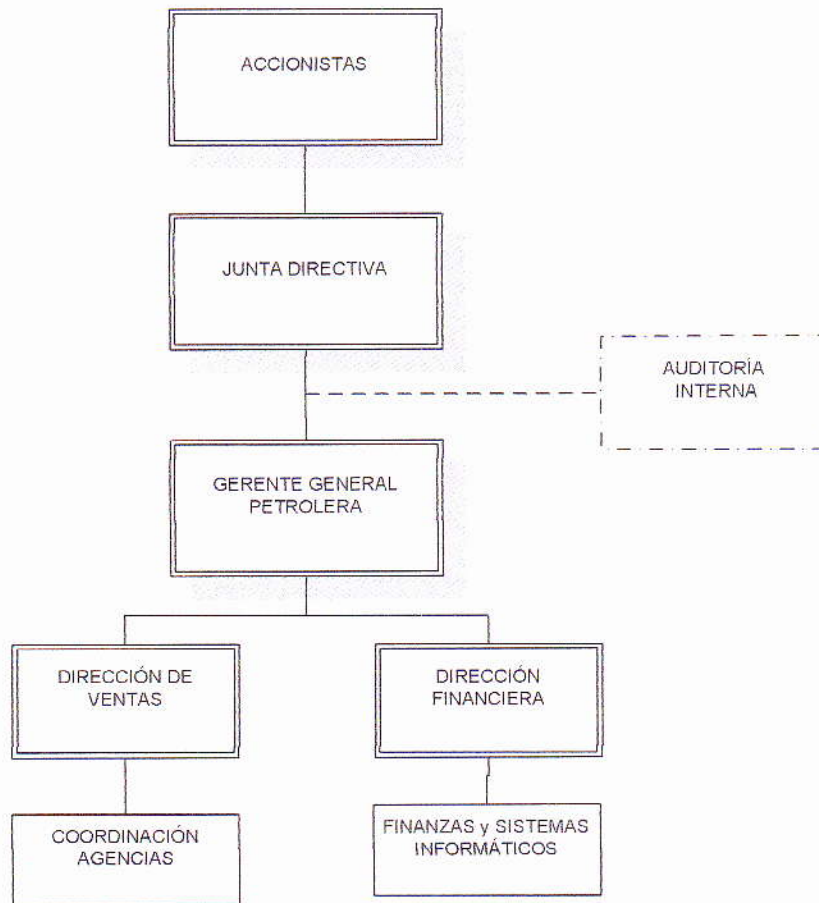 ACCIONISTAS
JUNTA DIRECTIVA
AUDITORÍA
INTERNA
GERENTE GENERAL
PETROLERA
DIRECCIÓN DE
VENTAS
DIRECCIÓN
FINANCIERA
COORDINACIÓN
AGENCIAS
FINANZAS y SISTEMAS
INFORMÁTICOS